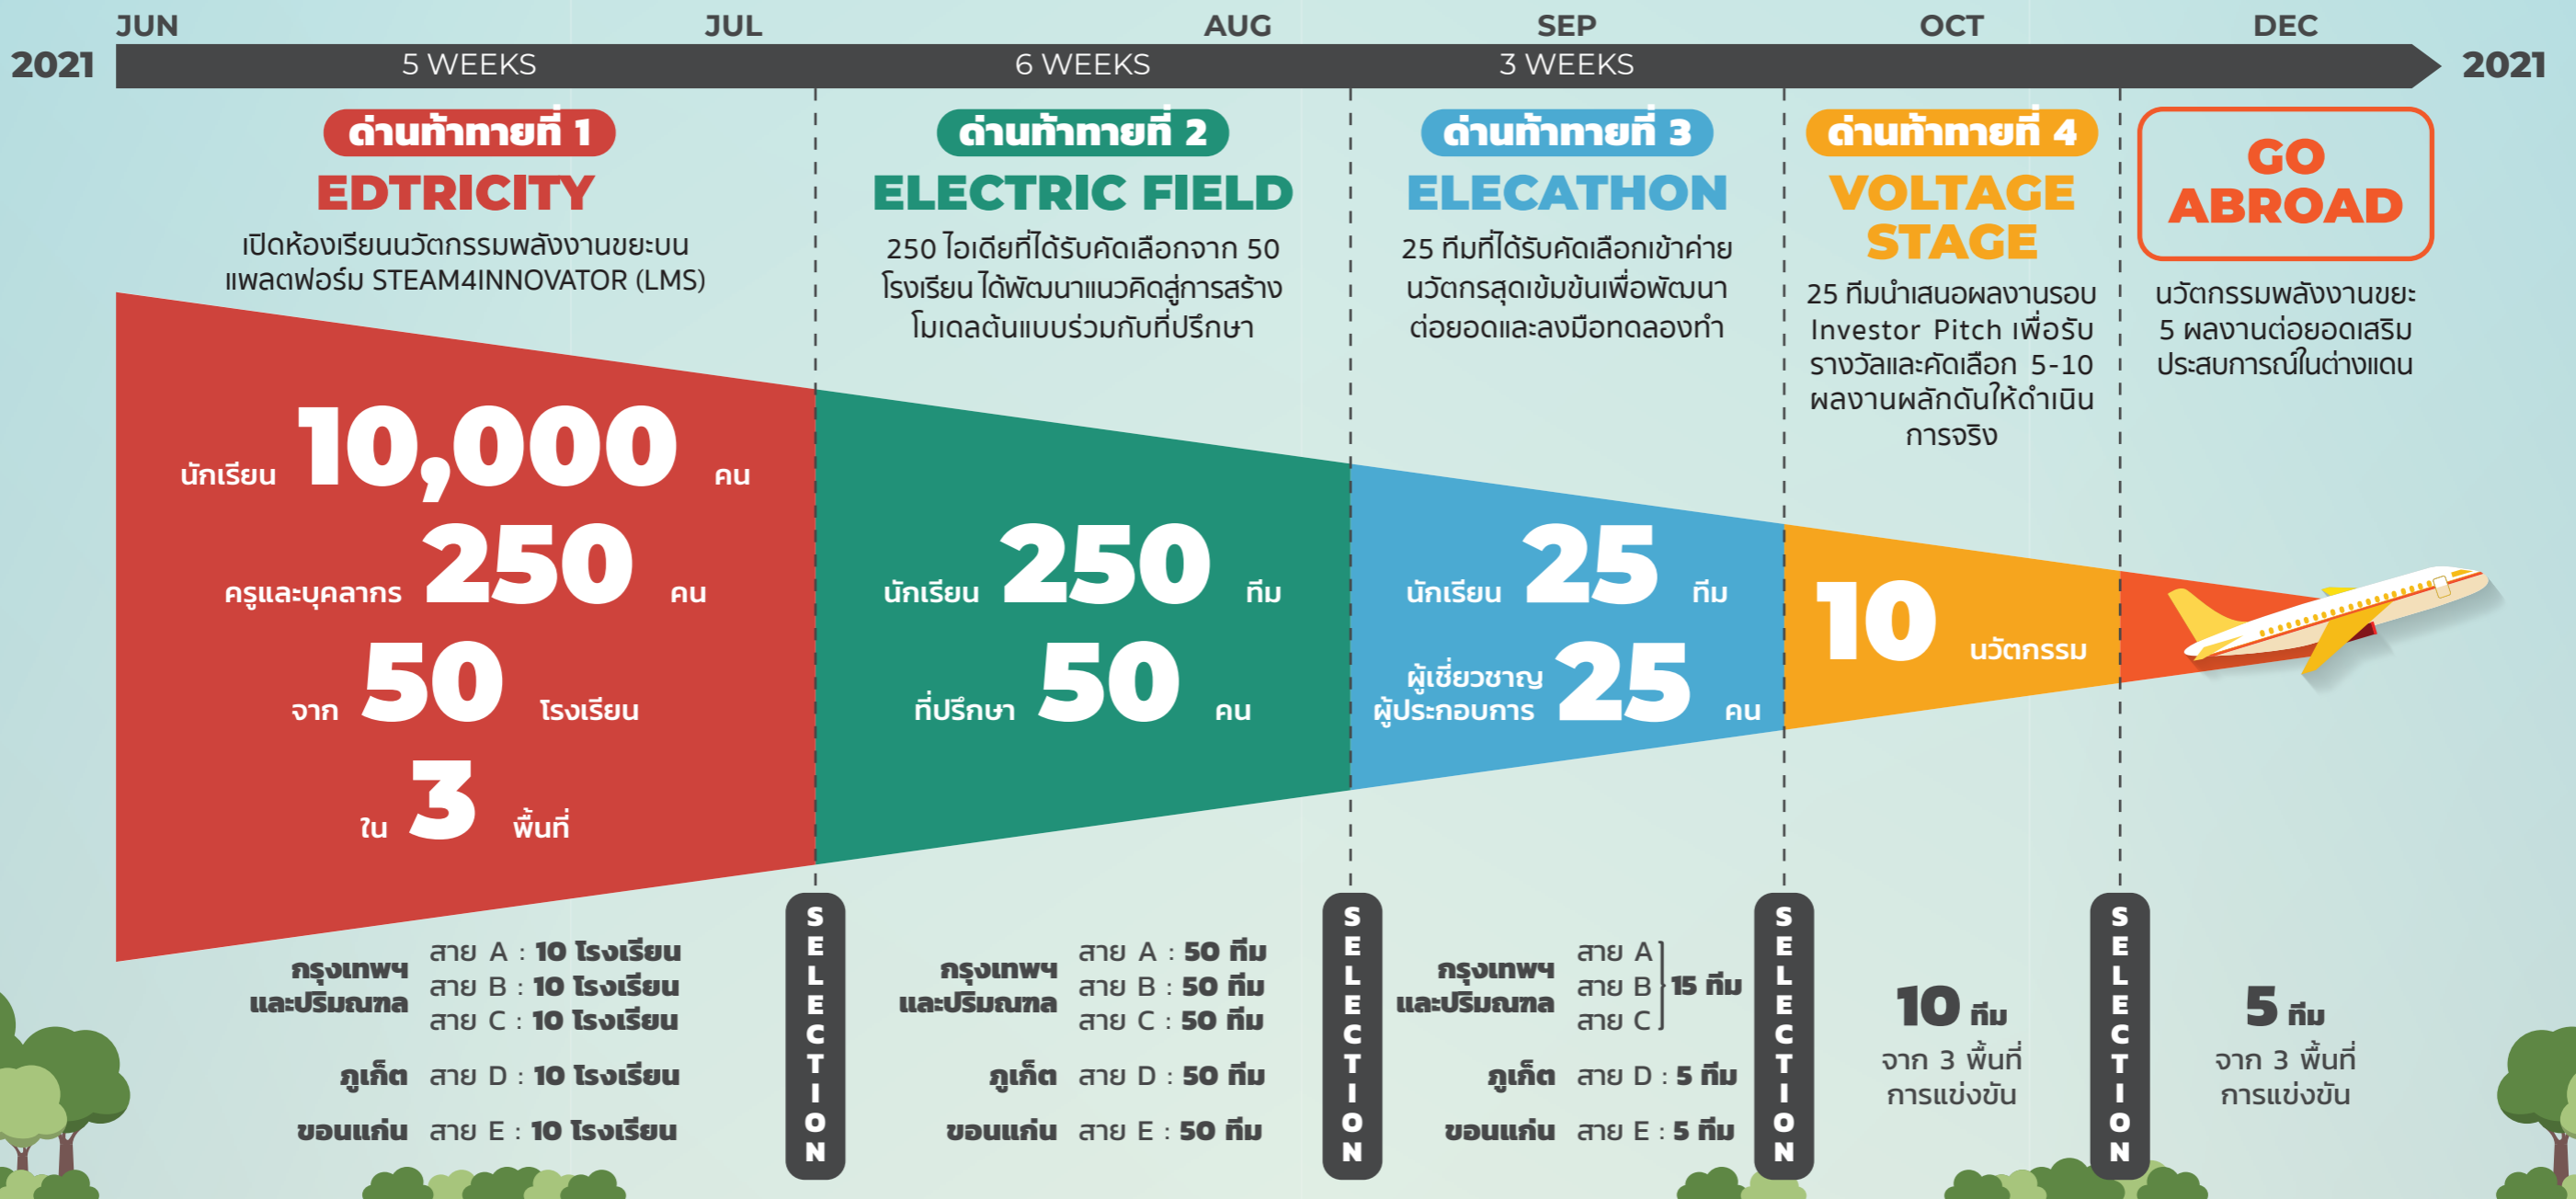 JUN JUL AUG SEP OCT DEC
2021 5 WEEKS 6 WEEKS 3 WEEKS 2021
ด่านท้าทายที่ 1
EDTRICITY
เปิดห้องเรียนนวัตกรรมพลังงานขยะบน
แพลตฟอร์ม STEAM4INNOVATOR (LMS)
นักเรียน 10,000 คน
ครูและบุคลากร 250 คน
จาก 50 โรงเรียน
ใน 3 พื้นที่
กรุงเทพฯ
และปริมณฑล
สาย A : 10 โรงเรียน
สาย B : 10 โรงเรียน
สาย C : 10 โรงเรียน
ภูเก็ต สาย D : 10 โรงเรียน
ขอนแก่น สาย E : 10 โรงเรียน
SELECTION
ด่านท้าทายที่ 2
ELECTRIC FIELD
250 ไอเดียที่ได้รับคัดเลือกจาก 50
โรงเรียน ได้พัฒนาแนวคิดสู่การสร้าง
โมเดลต้นแบบร่วมกับที่ปรึกษา
นักเรียน 250 ทีม
ที่ปรึกษา 50 คน
กรุงเทพฯ
และปริมณฑล
สาย A : 50 ทีม
สาย B : 50 ทีม
สาย C : 50 ทีม
ภูเก็ต สาย D : 50 ทีม
ขอนแก่น สาย E : 50 ทีม
SELECTION
ด่านท้าทายที่ 3
ELECATHON
25 ทีมที่ได้รับคัดเลือกเข้าค่าย
นวัตกรสุดเข้มข้นเพื่อพัฒนา
ต่อยอดและลงมือทดลองทำ
นักเรียน 25 ทีม
ผู้เชี่ยวชาญ
ผู้ประกอบการ 25 คน
กรุงเทพฯ
และปริมณฑล
สาย A
สาย B 15 ทีม
สาย C
ภูเก็ต สาย D : 5 ทีม
ขอนแก่น สาย E : 5 ทีม
SELECTION
ด่านท้าทายที่ 4
VOLTAGE
STAGE
25 ทีมนำเสนอผลงานรอบ
Investor Pitch เพื่อรับ
รางวัลและคัดเลือก 5-10
ผลงานผลักดันให้ดำเนิน
การจริง
10 นวัตกรรม
10 ทีม
จาก 3 พื้นที่
การแข่งขัน
SELECTION
GO
ABROAD
นวัตกรรมพลังงานขยะ
5 ผลงานต่อยอดเสริม
ประสบการณ์ในต่างแดน
5 ทีม
จาก 3 พื้นที่
การแข่งขัน